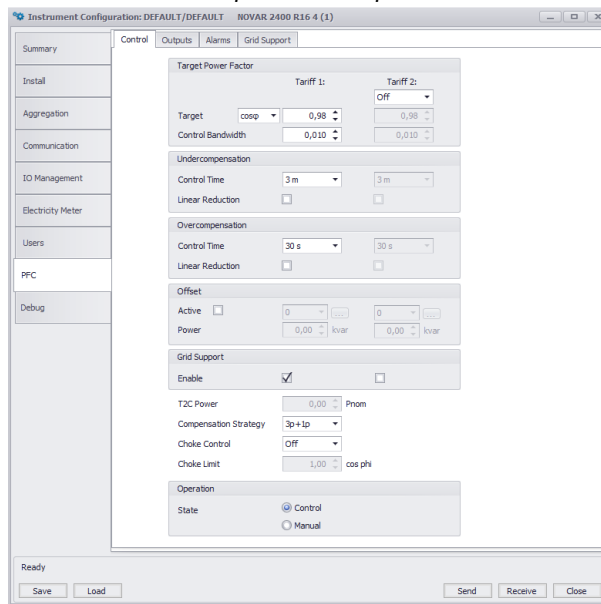 Instrument Configuration: DEFAULT/DEFAULT NOVAR 2400 R16 4 (1)
Control Outputs Alarms Grid Support
Summary
Install
Aggregation
Communication
IO Management
Electricity Meter
Users
PFC
Debug
Target Power Factor
Tariff 1: Tariff 2:
Off
Target cosφ 0,98 0,98
Control Bandwidth 0,010 0,010
Undercompensation
Control Time 3 m 3 m
Linear Reduction
Overcompensation
Control Time 30 s 30 s
Linear Reduction
Offset
Active 0 ... 0 ...
Power 0,00 kvar 0,00 kvar
Grid Support
Enable
T2C Power 0,00 Pnom
Compensation Strategy 3p+1p
Choke Control Off
Choke Limit 1,00 cos phi
Operation
State Control
Manual
Ready
Save Load Send Receive Close